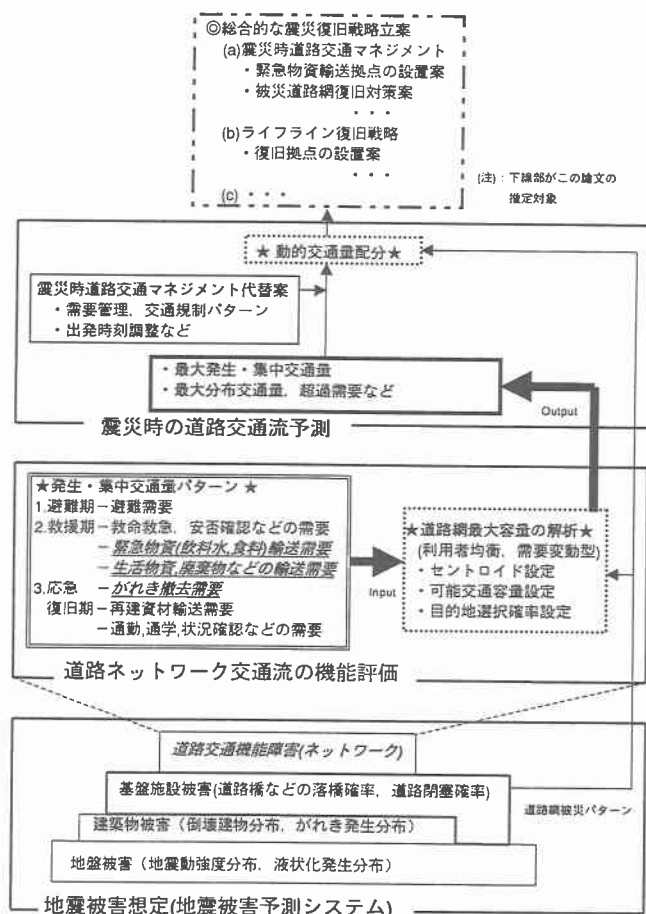 ◎総合的な震災復旧戦略立案
(a)震災時道路交通マネジメント
・緊急物資輸送拠点の設置案
・被災道路網復旧対策案
・・・
(b)ライフライン復旧戦略
・復旧拠点の設置案
・・・
(c)・・・
(注)：下線部がこの論文の
推定対象
★動的交通量配分★
震災時道路交通マネジメント代替案
・需要管理，交通規制パターン
・出発時刻調整など
・最大発生・集中交通量
・最大分布交通量，超過需要など
Output
震災時の道路交通流予測
★発生・集中交通量パターン★
1.避難期－避難需要
2.救援期－救命救急，安否確認などの需要
－緊急物資(飲料水,食料)輸送需要
－生活物資,廃棄物などの輸送需要
3.応急　－がれき撤去需要
復旧期－再建資材輸送需要
－通勤,通学,状況確認などの需要
Input
★道路網最大容量の解析★
(利用者均衡，需要変動型)
・セントロイド設定
・可能交通容量設定
・目的地選択確率設定
道路ネットワーク交通流の機能評価
道路交通機能障害(ネットワーク)
基盤施設被害(道路橋などの落橋確率，道路閉塞確率)
道路網被災パターン
建築物被害（倒壊建物分布，がれき発生分布）
地盤被害（地震動強度分布，液状化発生分布）
地震被害想定(地震被害予測システム)